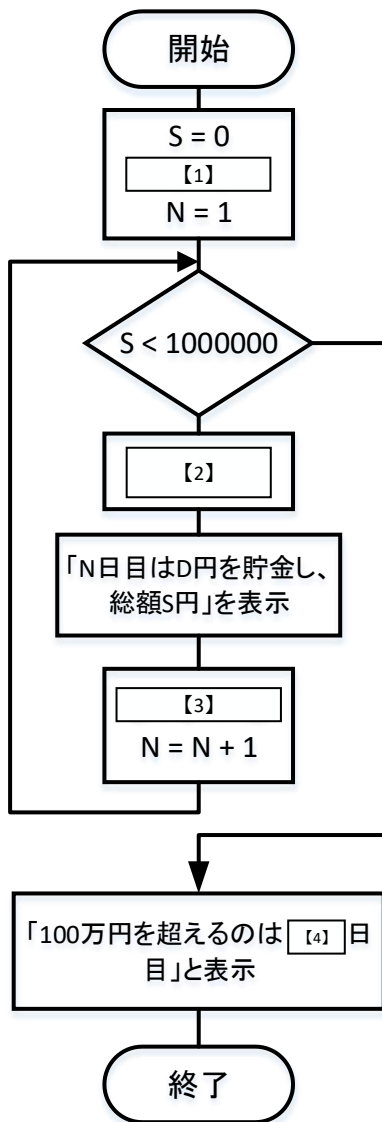 開始
S = 0
【1】
N = 1
S < 1000000
【2】
「N日目はD円を貯金し、
総額S円」を表示
【3】
N = N + 1
「100万円を超えるのは 【4】 日
目」と表示
終了